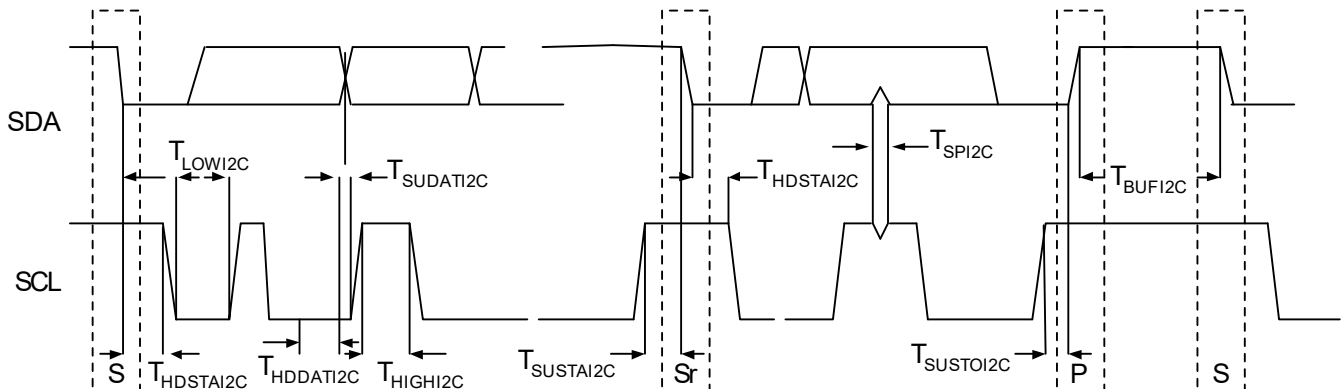 SDA
T_LOWI2C
T_SUDATI2C
T_HDSTAI2C
T_SPI2C
T_BUFI2C
SCL
S
T_HDSTAI2C
T_HDDATI2C
T_HIGHI2C
T_SUSTAI2C
Sr
T_SUSTOI2C
P
S